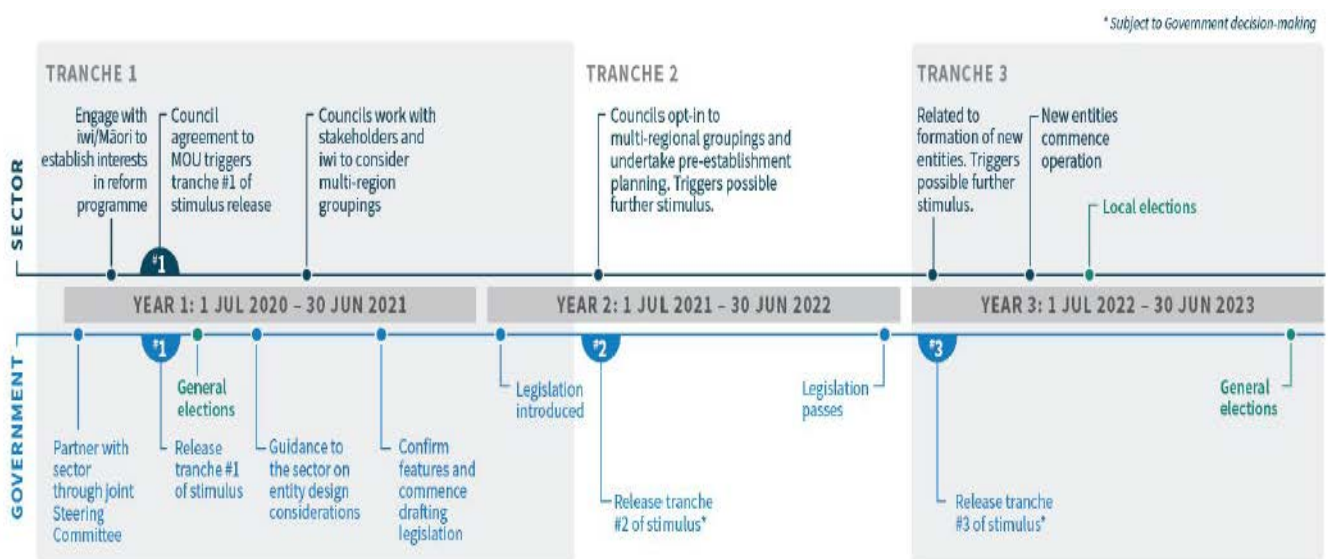 * Subject to Government decision-making
TRANCHE 1
TRANCHE 2
TRANCHE 3
SECTOR
Engage with
iwi/Māori to
establish interests
in reform
programme
Council
agreement to
MOU triggers
tranche #1 of
stimulus release
Councils work with
stakeholders and
iwi to consider
multi-region
groupings
Councils opt-in to
multi-regional groupings and
undertake pre-establishment
planning. Triggers possible
further stimulus.
Related to
formation of new
entities. Triggers
possible further
stimulus.
New entities
commence
operation
Local elections
#1
YEAR 1: 1 JUL 2020 – 30 JUN 2021
YEAR 2: 1 JUL 2021 – 30 JUN 2022
YEAR 3: 1 JUL 2022 – 30 JUN 2023
GOVERNMENT
#1
#2
#3
Partner with
sector
through joint
Steering
Committee
Release
tranche #1
of stimulus
General
elections
Guidance to
the sector on
entity design
considerations
Confirm
features and
commence
drafting
legislation
Legislation
introduced
Release tranche
#2 of stimulus*
Legislation
passes
Release tranche
#3 of stimulus*
General
elections